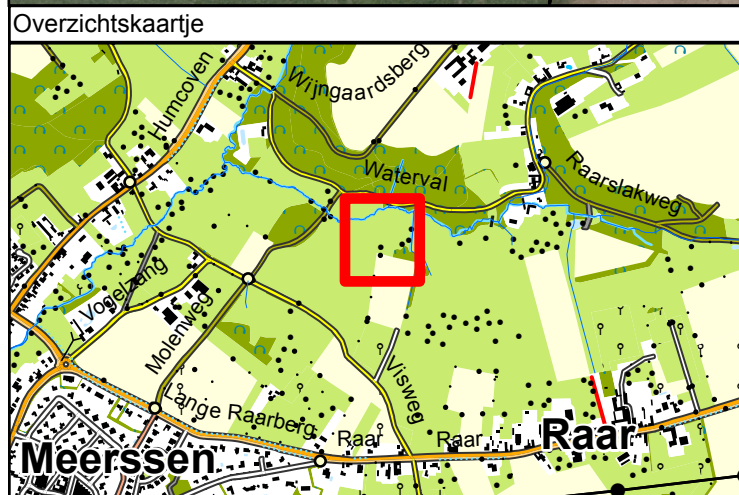 Overzichtskaartje
Humcoven
Wijngaardsberg
Waterval
Raarslakweg
Vogelzang
Molenweg
Visweg
Lange Raarberg
Raar
Raar
Raar
Meerssen